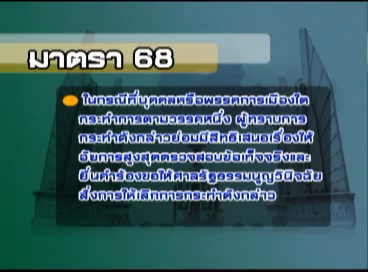 มาตรา 68
ในกรณีที่บุคคลหรือพรรคการเมืองใด
กระทำการตามวรรคหนึ่ง ผู้ทราบการ
กระทำดังกล่าวย่อมมีสิทธิเสนอเรื่องให้
อัยการสูงสุดตรวจสอบข้อเท็จจริงและ
ยื่นคำร้องขอให้ศาลรัฐธรรมนูญวินิจฉัย
สั่งการให้เลิกการกระทำดังกล่าว